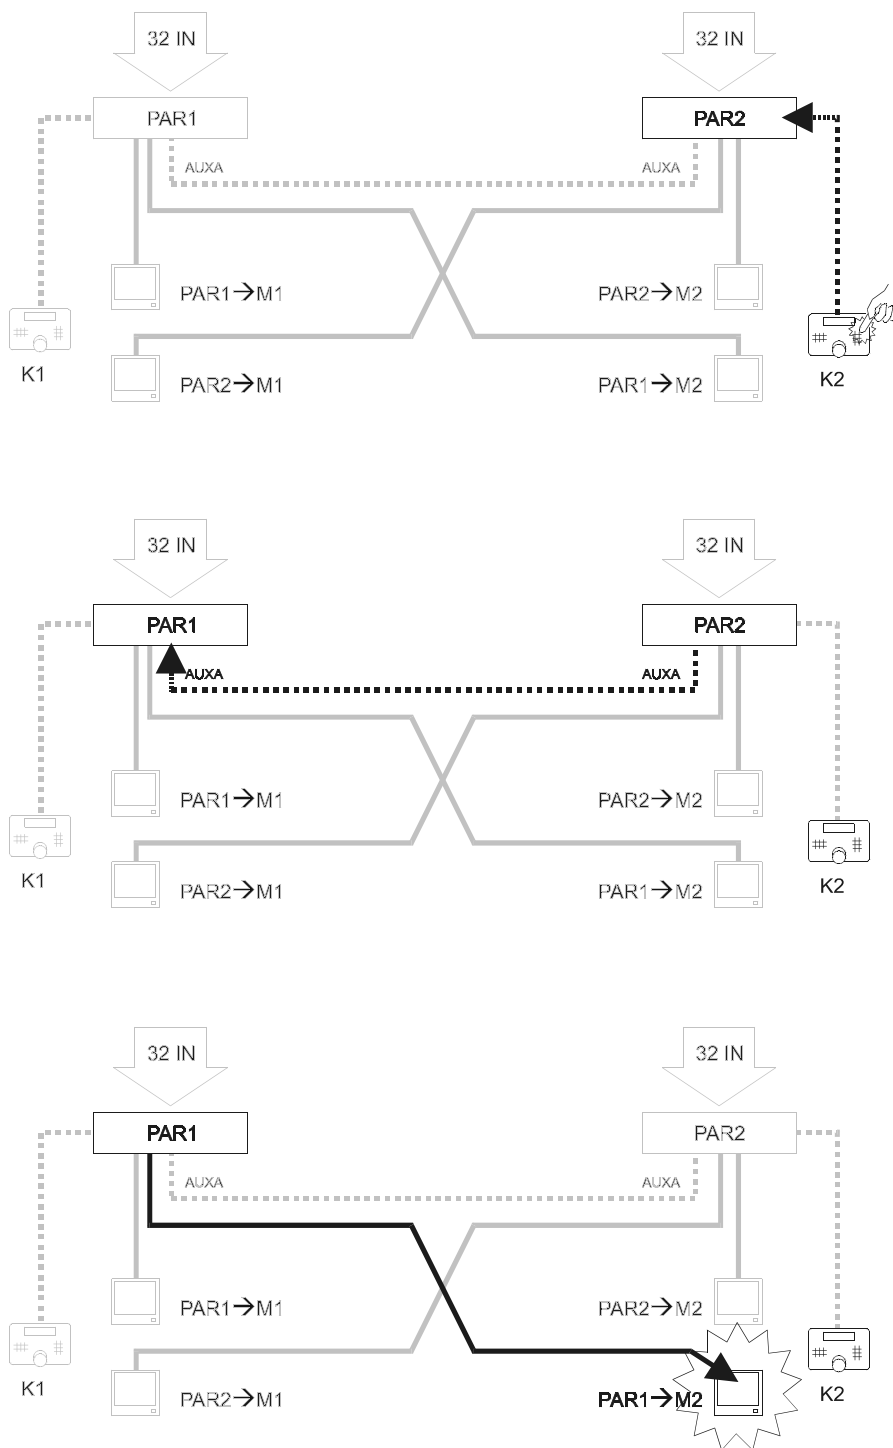 32 IN 32 IN
PAR1 PAR2
AUXA AUXA
PAR1→M1 PAR2→M2
K1 K2
PAR2→M1 PAR1→M2
32 IN 32 IN
PAR1 PAR2
AUXA AUXA
PAR1→M1 PAR2→M2
K1 K2
PAR2→M1 PAR1→M2
32 IN 32 IN
PAR1 PAR2
AUXA AUXA
PAR1→M1 PAR2→M2
K1 K2
PAR2→M1 PAR1→M2